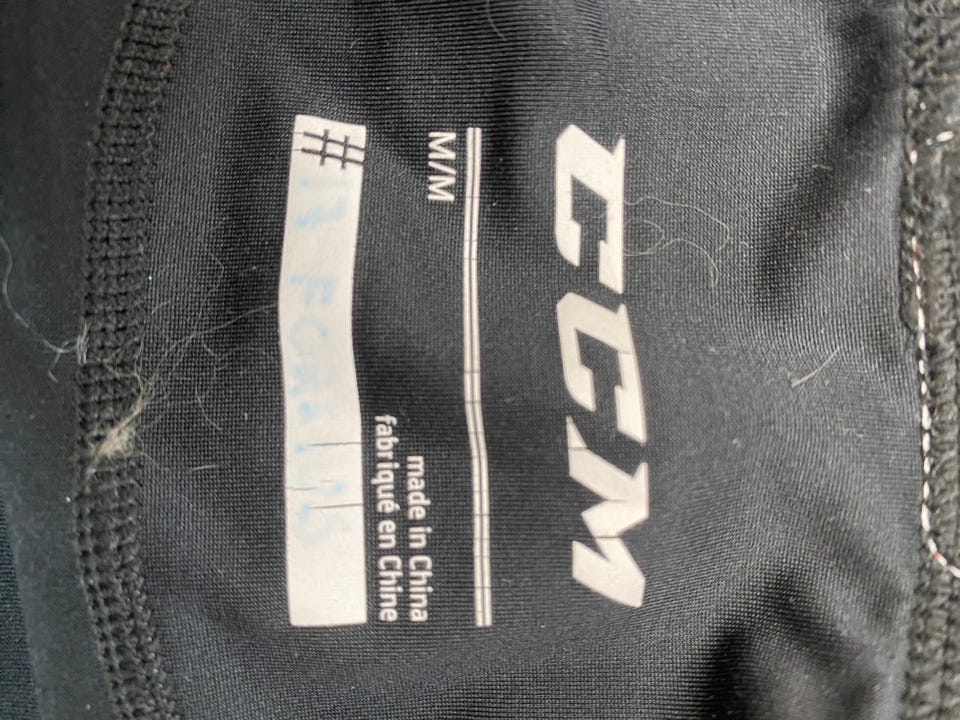 CCM
M/M
made in China
fabriqué en Chine
#